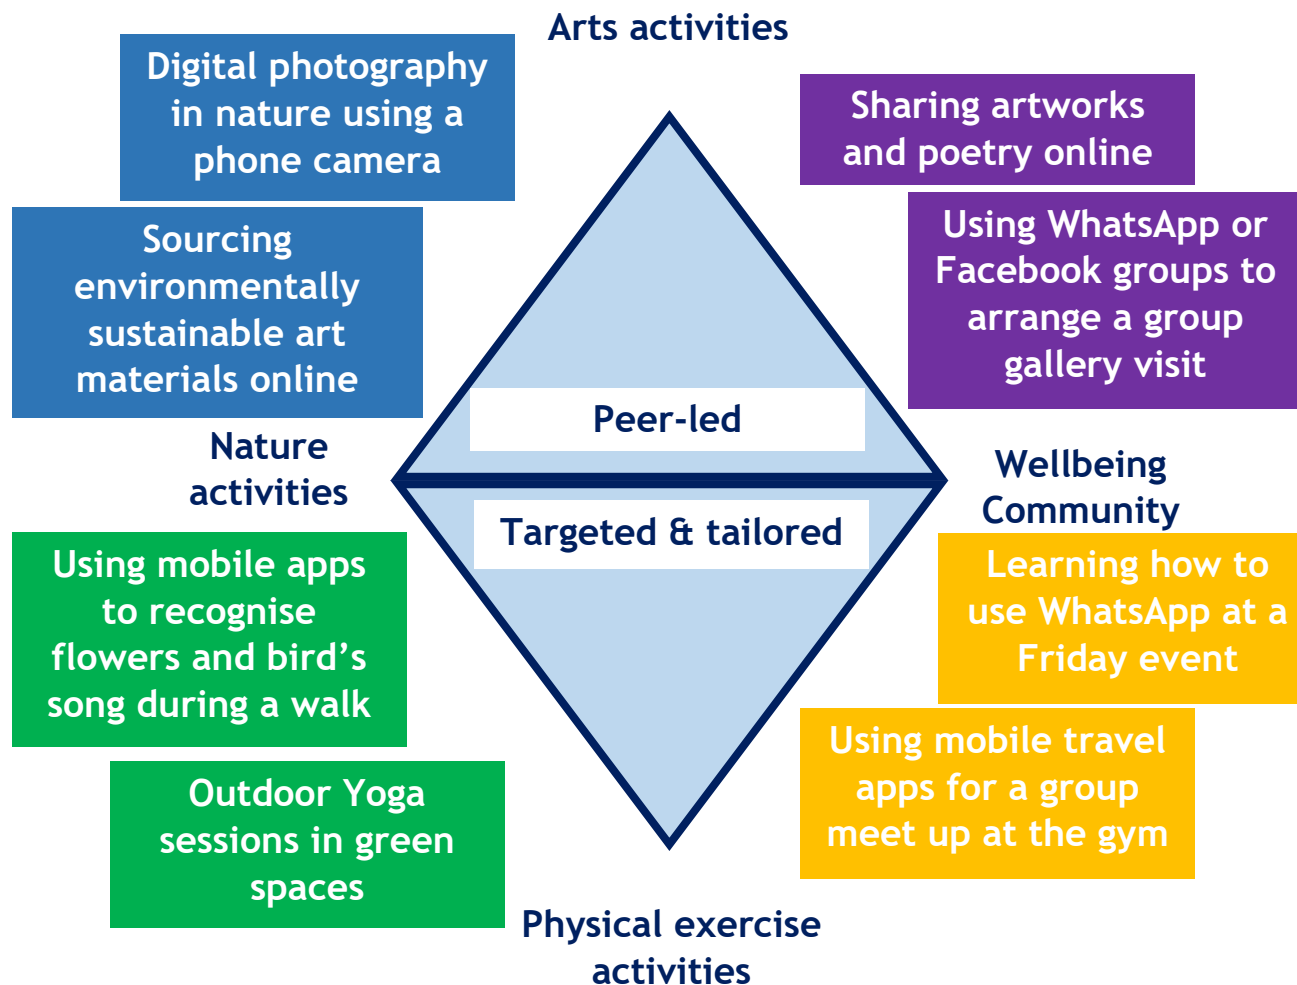 Arts activities
Digital photography
in nature using a
phone camera
Sharing artworks
and poetry online
Sourcing
environmentally
sustainable art
materials online
Using WhatsApp or
Facebook groups to
arrange a group
gallery visit
Peer-led
Nature
activities
Wellbeing
Community
Targeted & tailored
Using mobile apps
to recognise
flowers and bird’s
song during a walk
Learning how to
use WhatsApp at a
Friday event
Outdoor Yoga
sessions in green
spaces
Using mobile travel
apps for a group
meet up at the gym
Physical exercise
activities